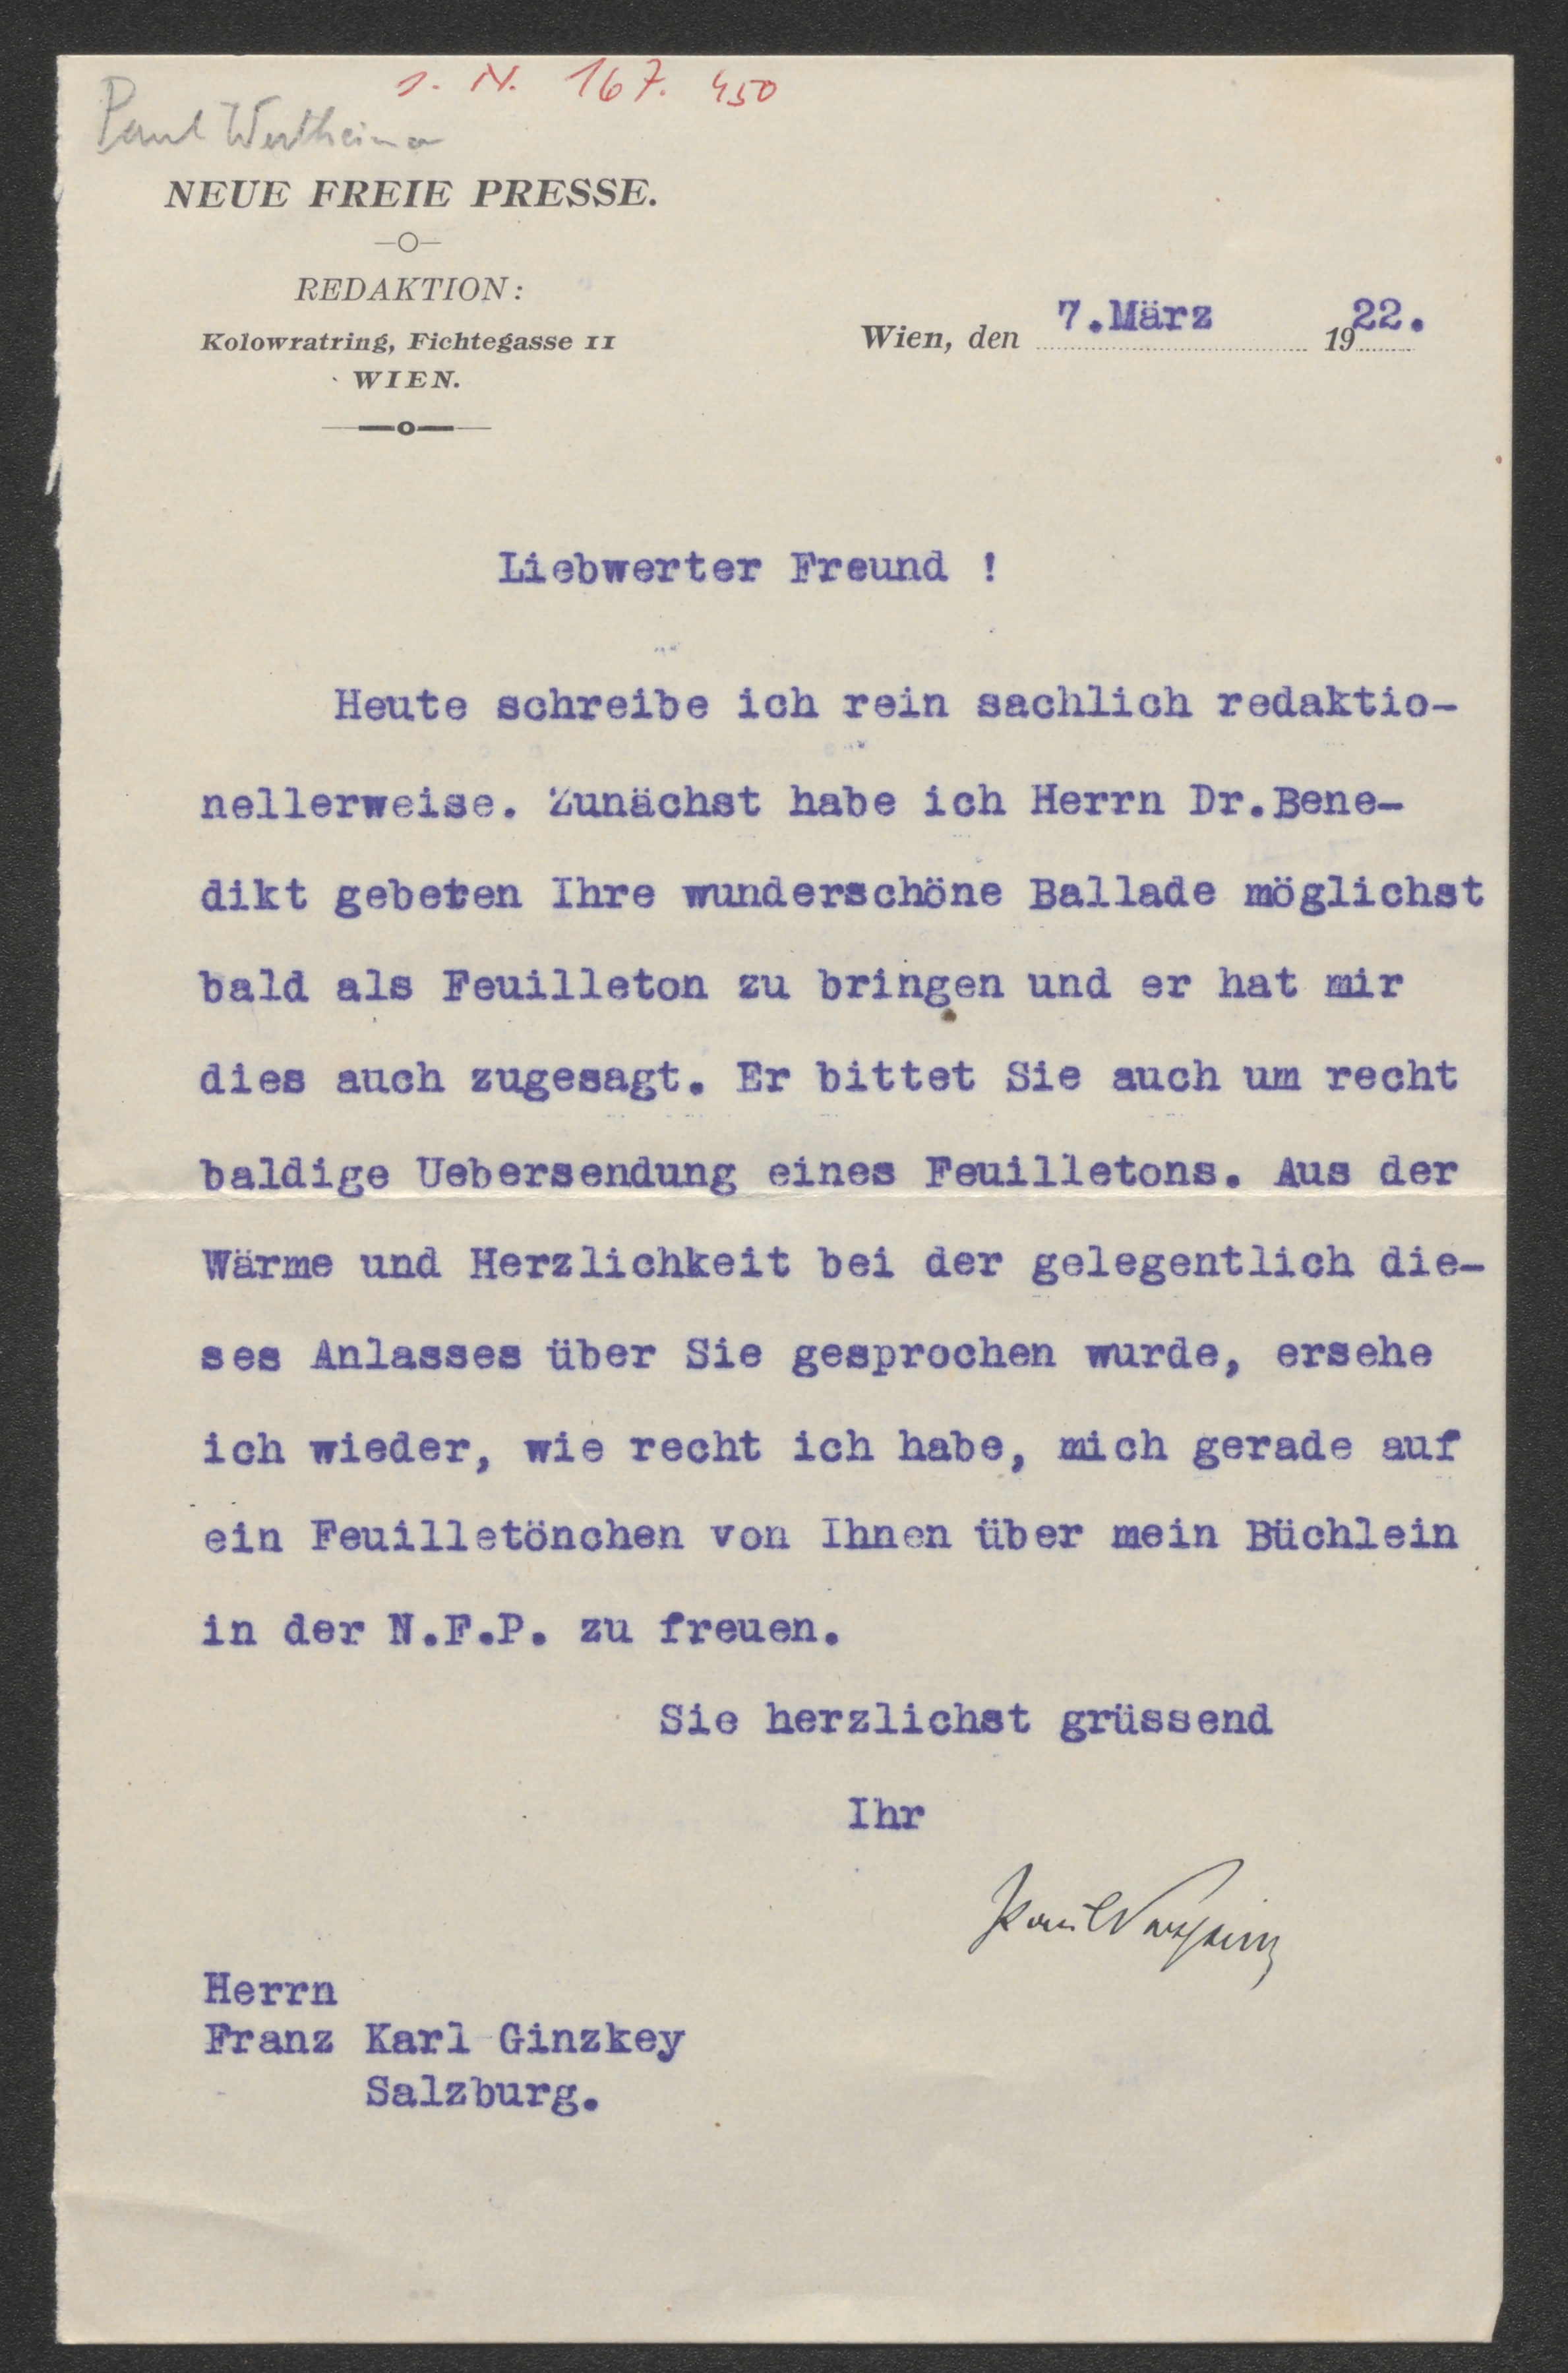 s. N. 167. 450
Paul Wertheimer
NEUE FREIE PRESSE.
REDAKTION:
Kolowratring, Fichtegasse 11
WIEN.
Wien, den 7.März 1922.
Liebwerter Freund !
Heute schreibe ich rein sachlich redaktio-
nellerweise. Zunächst habe ich Herrn Dr.Bene-
dikt gebeten Ihre wunderschöne Ballade möglichst
bald als Feuilleton zu bringen und er hat mir
dies auch zugesagt. Er bittet Sie auch um recht
baldige Uebersendung eines Feuilletons. Aus der
Wärme und Herzlichkeit bei der gelegentlich die-
ses Anlasses über Sie gesprochen wurde, ersehe
ich wieder, wie recht ich habe, mich gerade auf
ein Feuilletönchen von Ihnen über mein Büchlein
in der N.F.P. zu freuen.
Sie herzlichst grüssend
Ihr
Paul Wertheimer
Herrn
Franz Karl Ginzkey
Salzburg.